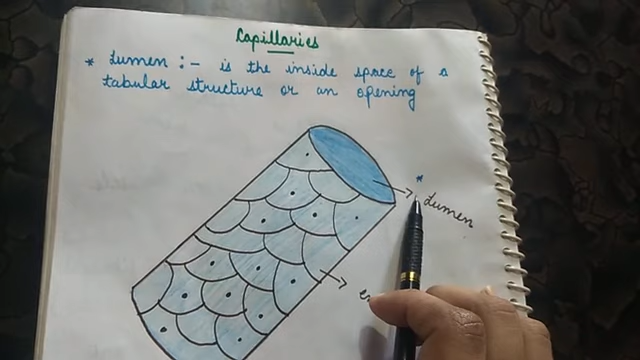 Capillaries
* Lumen :- is the inside space of a
tabular structure or an opening
*
Lumen